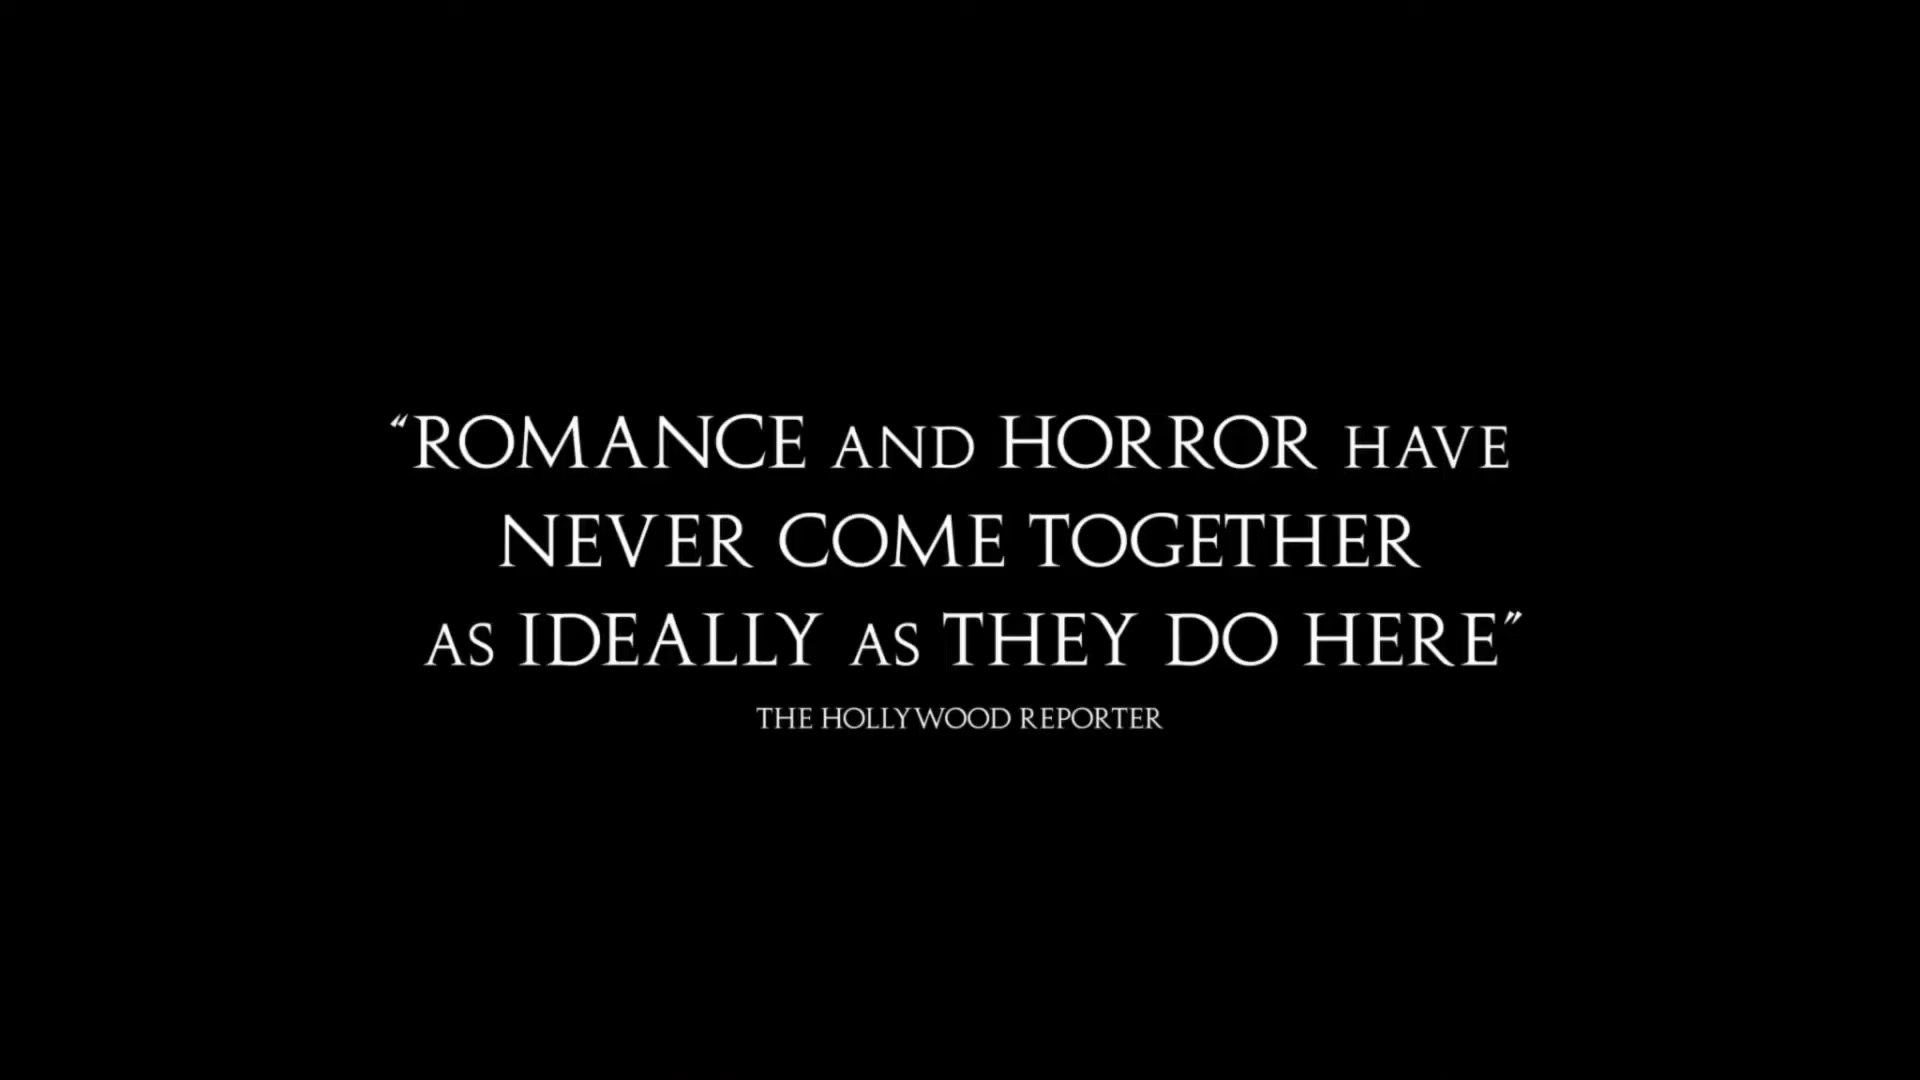 “ROMANCE AND HORROR HAVE
NEVER COME TOGETHER
AS IDEALLY AS THEY DO HERE”
THE HOLLYWOOD REPORTER